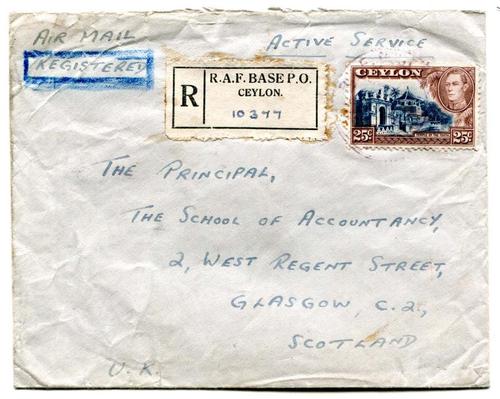 AIR MAIL
ACTIVE SERVICE
REGISTERED
R
R.A.F. BASE P.O.
CEYLON.
10377
CEYLON
25c
25c
THE PRINCIPAL,
THE SCHOOL OF ACCOUNTANCY,
2, WEST REGENT STREET,
GLASGOW, C.2,
SCOTLAND
U.K.